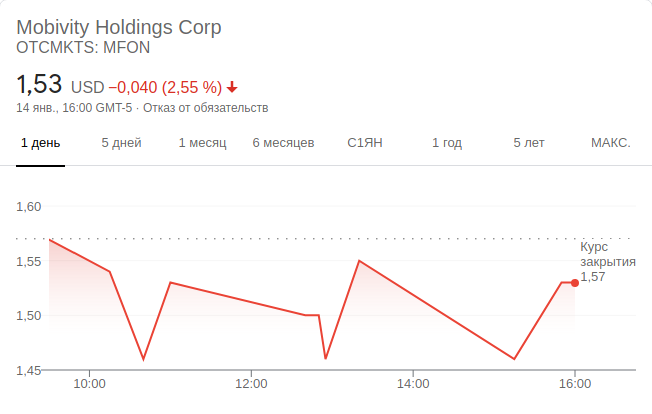 Mobivity Holdings Corp
OTCMKTS: MFON
1,53 USD −0,040 (2,55 %)
14 янв., 16:00 GMT-5 · Отказ от обязательств
1 день 5 дней 1 месяц 6 месяцев С1ЯН 1 год 5 лет МАКС.
1,60
Курс
закрытия
1,57
1,55
1,50
1,45
10:00 12:00 14:00 16:00